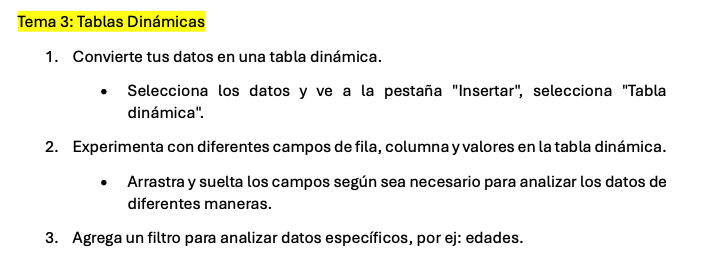 Tema 3: Tablas Dinámicas
1. Convierte tus datos en una tabla dinámica.
• Selecciona los datos y ve a la pestaña "Insertar", selecciona "Tabla
dinámica".
2. Experimenta con diferentes campos de fila, columna y valores en la tabla dinámica.
• Arrastra y suelta los campos según sea necesario para analizar los datos de
diferentes maneras.
3. Agrega un filtro para analizar datos específicos, por ej: edades.